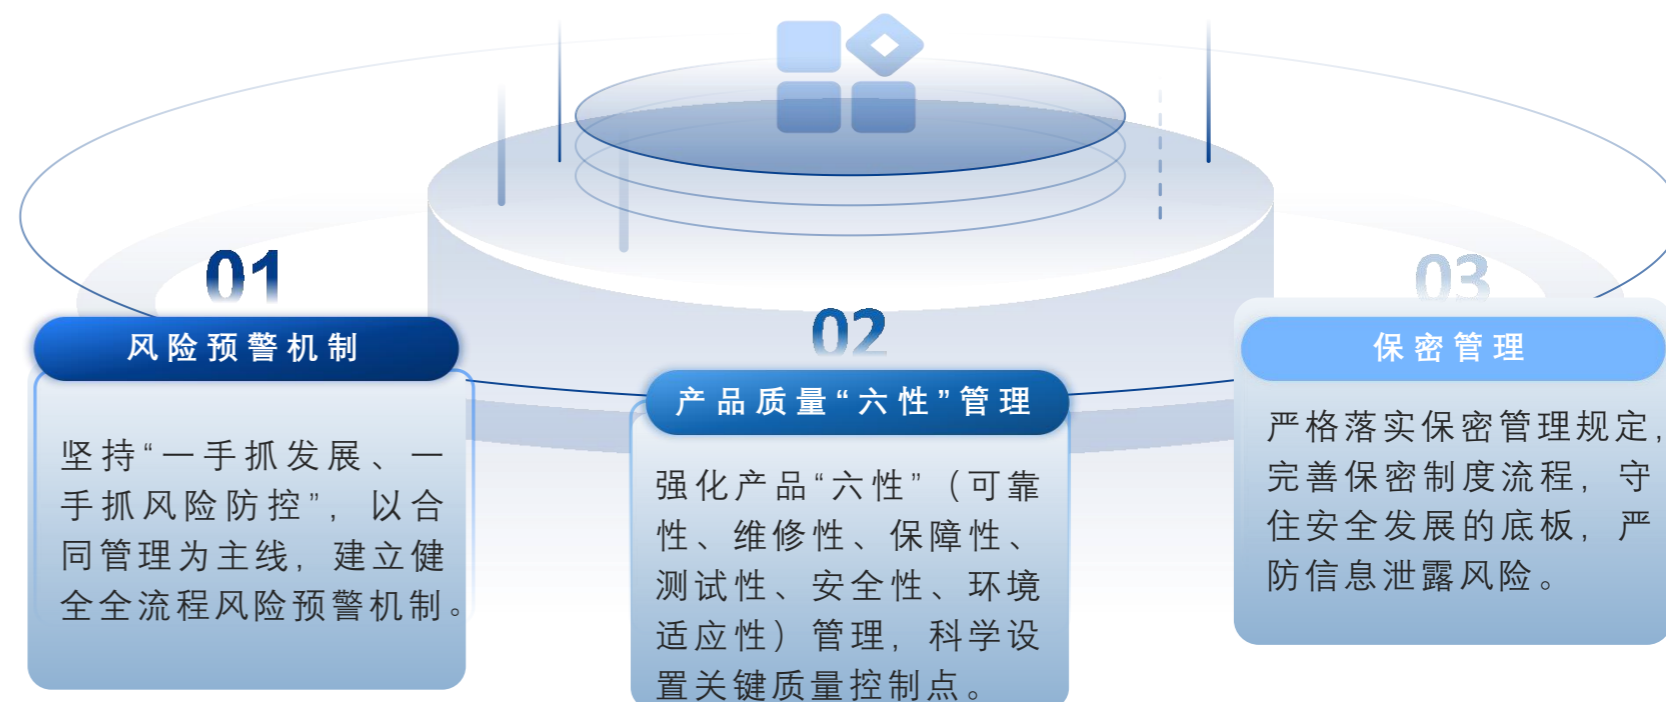 01
风险预警机制
坚持“一手抓发展、一
手抓风险防控”，以合
同管理为主线，建立健
全全流程风险预警机制。
02
产品质量“六性”管理
强化产品“六性”（可靠
性、维修性、保障性、
测试性、安全性、环境
适应性）管理，科学设
置关键质量控制点。
03
保密管理
严格落实保密管理规定，
完善保密制度流程，守
住安全发展的底板，严
防信息泄露风险。